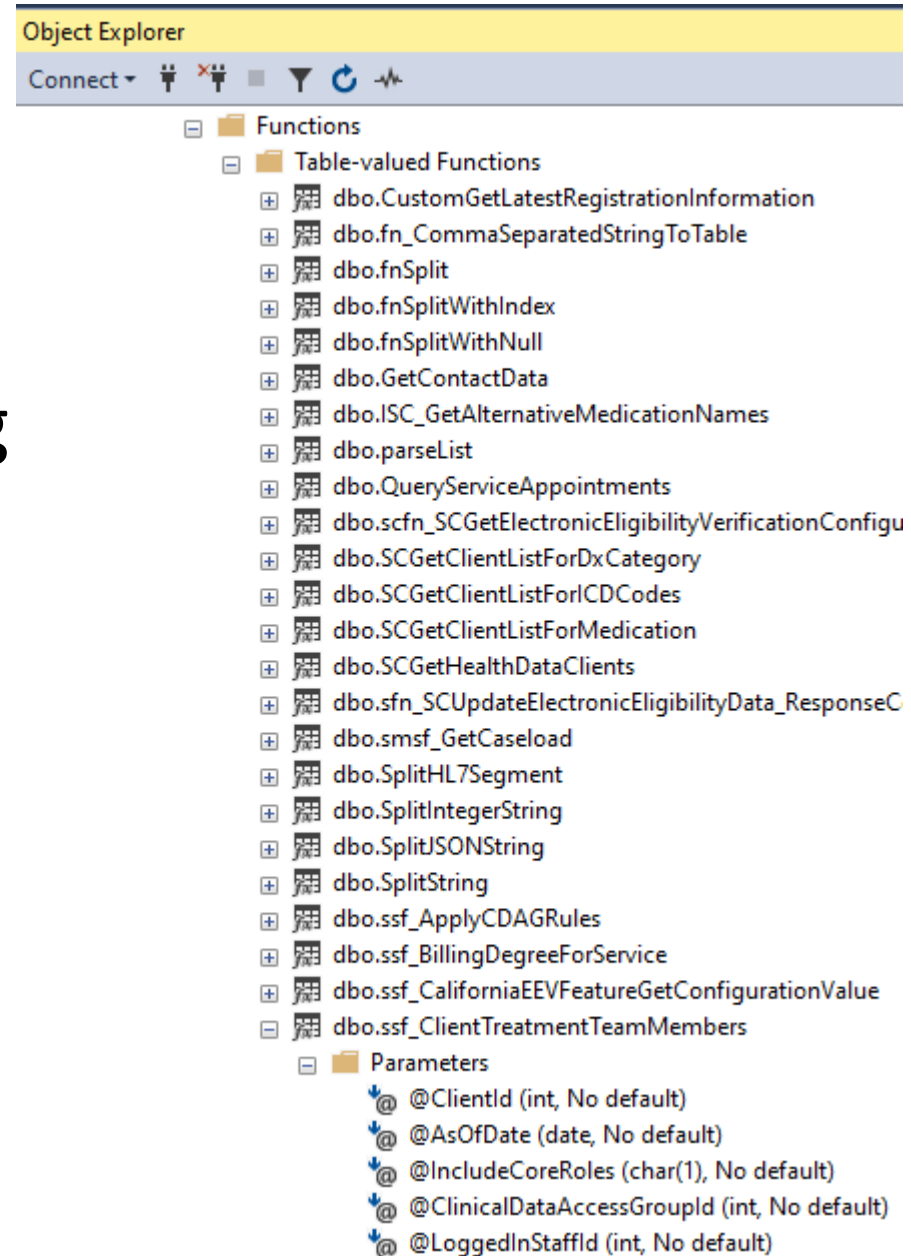 Object Explorer
Connect
Functions
Table-valued Functions
dbo.CustomGetLatestRegistrationInformation
dbo.fn_CommaSeparatedStringToTable
dbo.fnSplit
dbo.fnSplitWithIndex
dbo.fnSplitWithNull
dbo.GetContactData
dbo.ISC_GetAlternativeMedicationNames
g
dbo.parseList
dbo.QueryServiceAppointments
dbo.scfn_SCGetElectronicEligibilityVerificationConfigu
dbo.SCGetClientListForDxCategory
dbo.SCGetClientListForICDCodes
dbo.SCGetClientListForMedication
dbo.SCGetHealthDataClients
dbo.sfn_SCUpdateElectronicEligibilityData_ResponseC
dbo.smsf_GetCaseload
dbo.SplitHL7Segment
dbo.SplitIntegerString
dbo.SplitJSONString
dbo.SplitString
dbo.ssf_ApplyCDAGRules
dbo.ssf_BillingDegreeForService
dbo.ssf_CaliforniaEEVFeatureGetConfigurationValue
dbo.ssf_ClientTreatmentTeamMembers
Parameters
@ClientId (int, No default)
@AsOfDate (date, No default)
@IncludeCoreRoles (char(1), No default)
@ClinicalDataAccessGroupId (int, No default)
@LoggedInStaffId (int, No default)